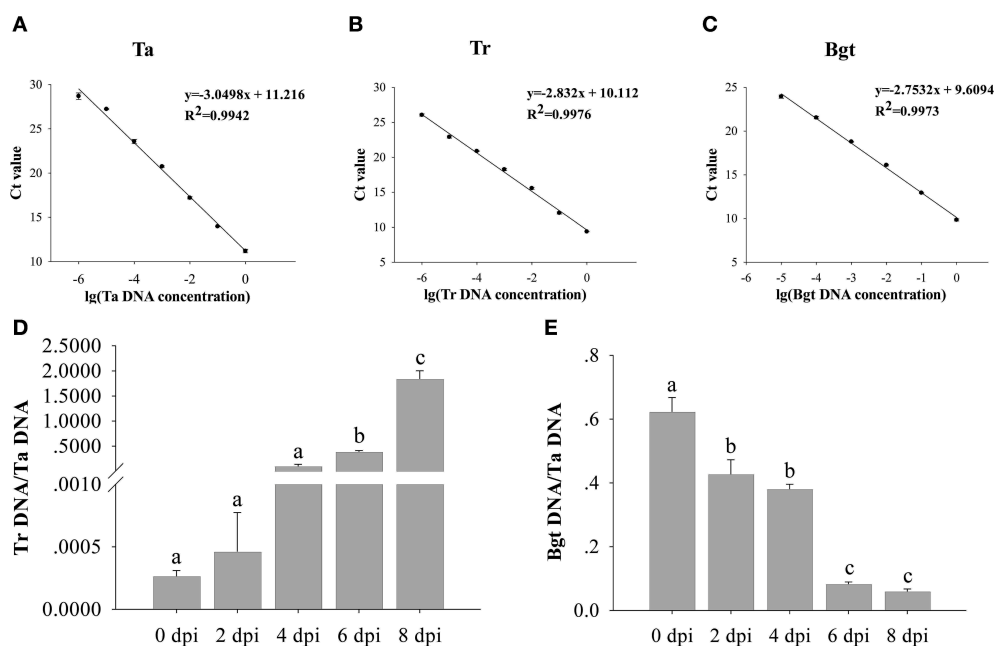 A
Ta
y=-3.0498x + 11.216
R2=0.9942
Ct value
30
25
20
15
10
-6 -4 -2 0
lg(Ta DNA concentration)
B
Tr
y=-2.832x + 10.112
R2=0.9976
Ct value
30
25
20
15
10
5
-6 -4 -2 0
lg(Tr DNA concentration)
C
Bgt
y=-2.7532x + 9.6094
R2=0.9973
Ct value
25
20
15
10
5
-6 -5 -4 -3 -2 -1 0
lg(Bgt DNA concentration)
D
Tr DNA/Ta DNA
2.5000
2.0000
1.5000
1.0000
.5000
.0010
.0005
0.0000
a a a b c
0 dpi 2 dpi 4 dpi 6 dpi 8 dpi
E
Bgt DNA/Ta DNA
.8
.6
.4
.2
0.0
a b b c c
0 dpi 2 dpi 4 dpi 6 dpi 8 dpi